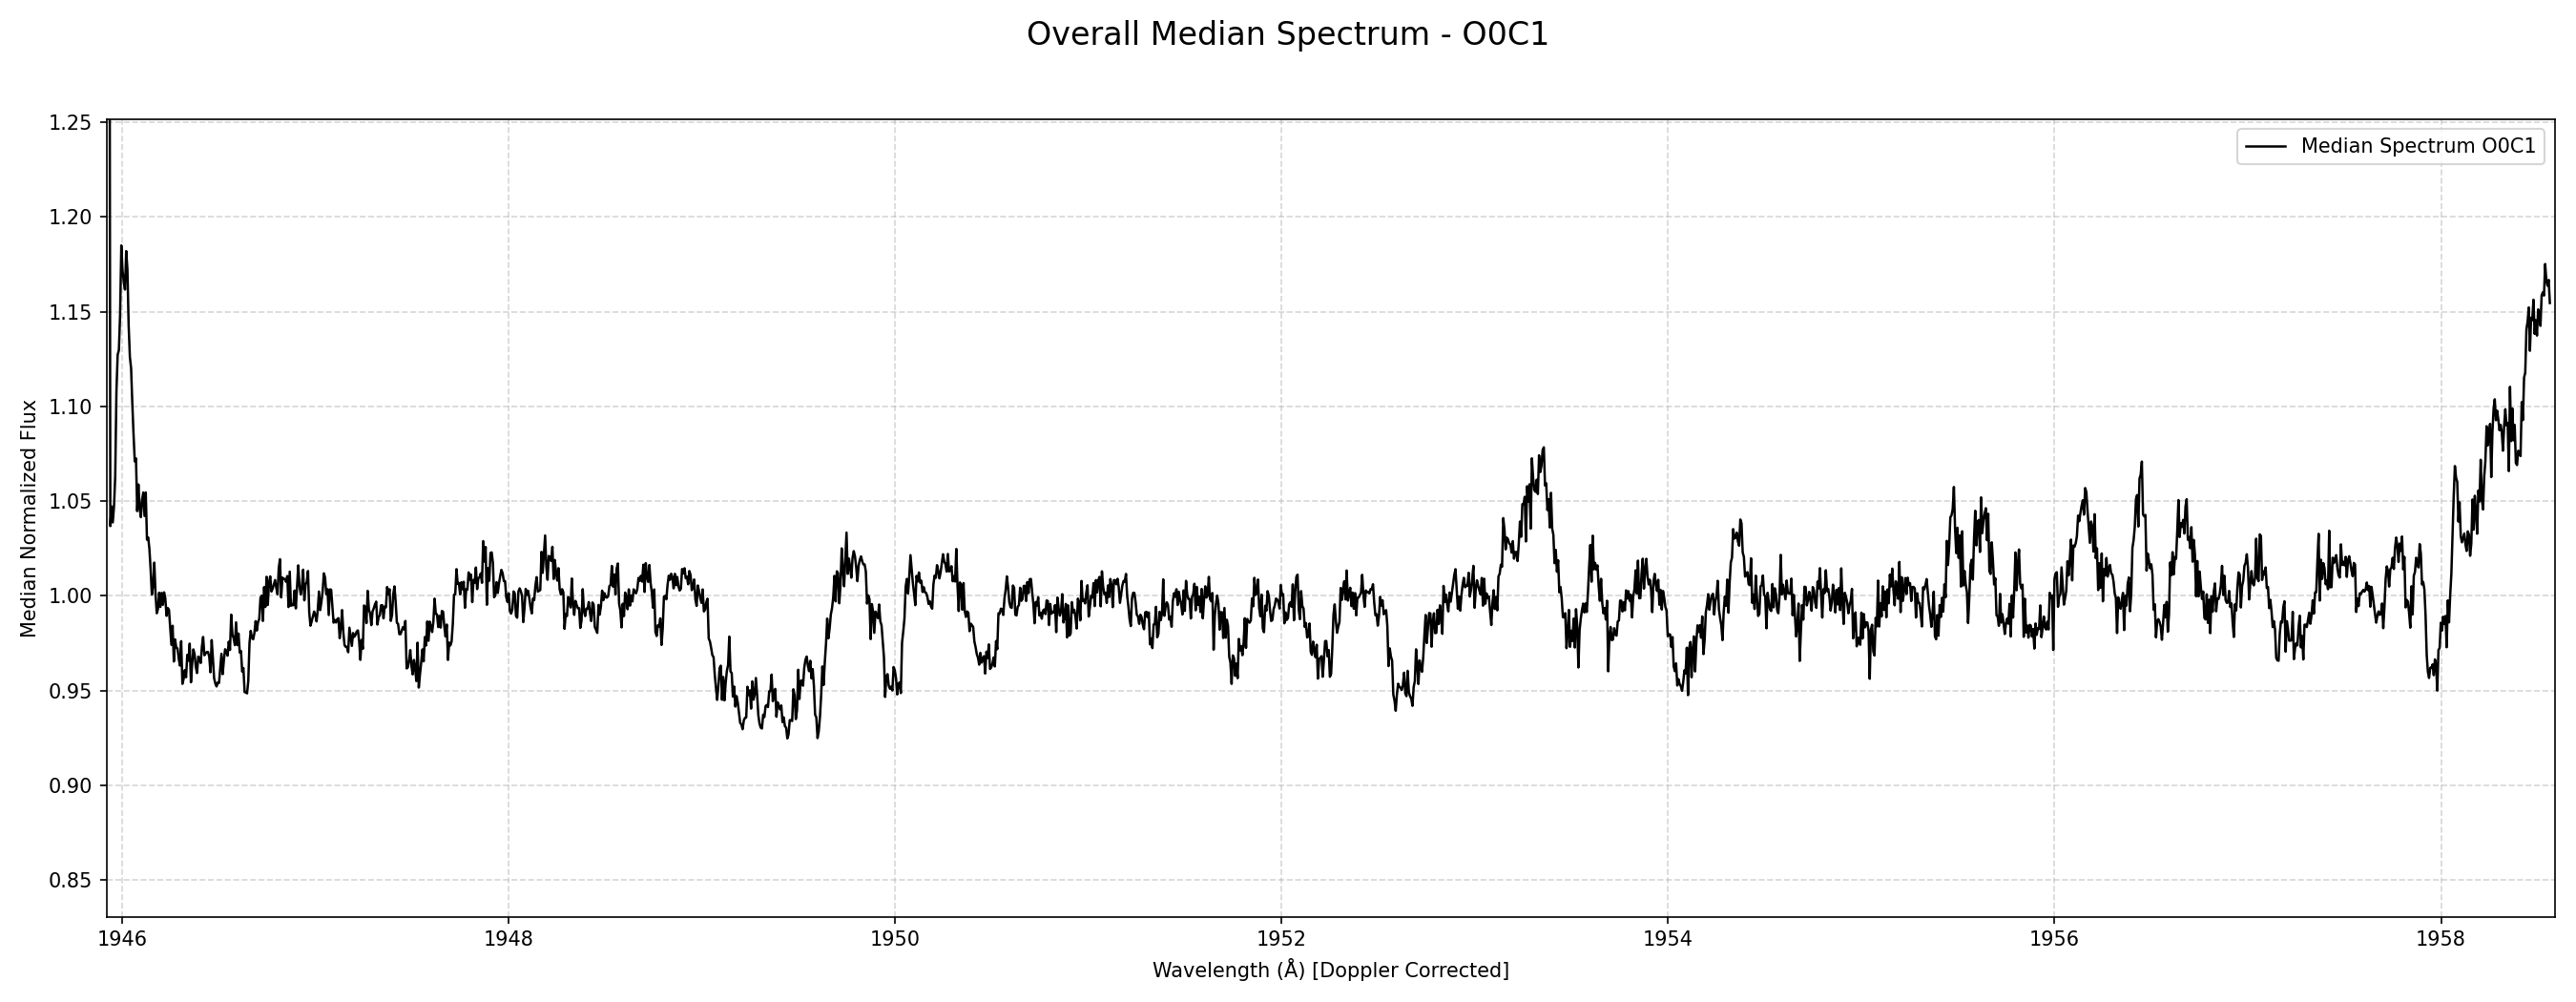 Overall Median Spectrum - O0C1
Median Spectrum O0C1
Median Normalized Flux
1.25
1.20
1.15
1.10
1.05
1.00
0.95
0.90
0.85
1946 1948 1950 1952 1954 1956 1958
Wavelength (Å) [Doppler Corrected]